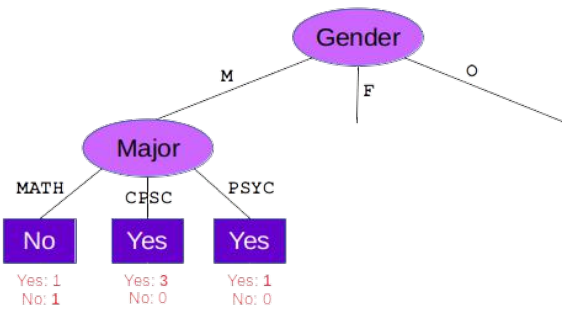 Gender
M
F
O
Major
MATH
CPSC
PSYC
No
Yes
Yes
Yes: 1
No: 1
Yes: 3
No: 0
Yes: 1
No: 0